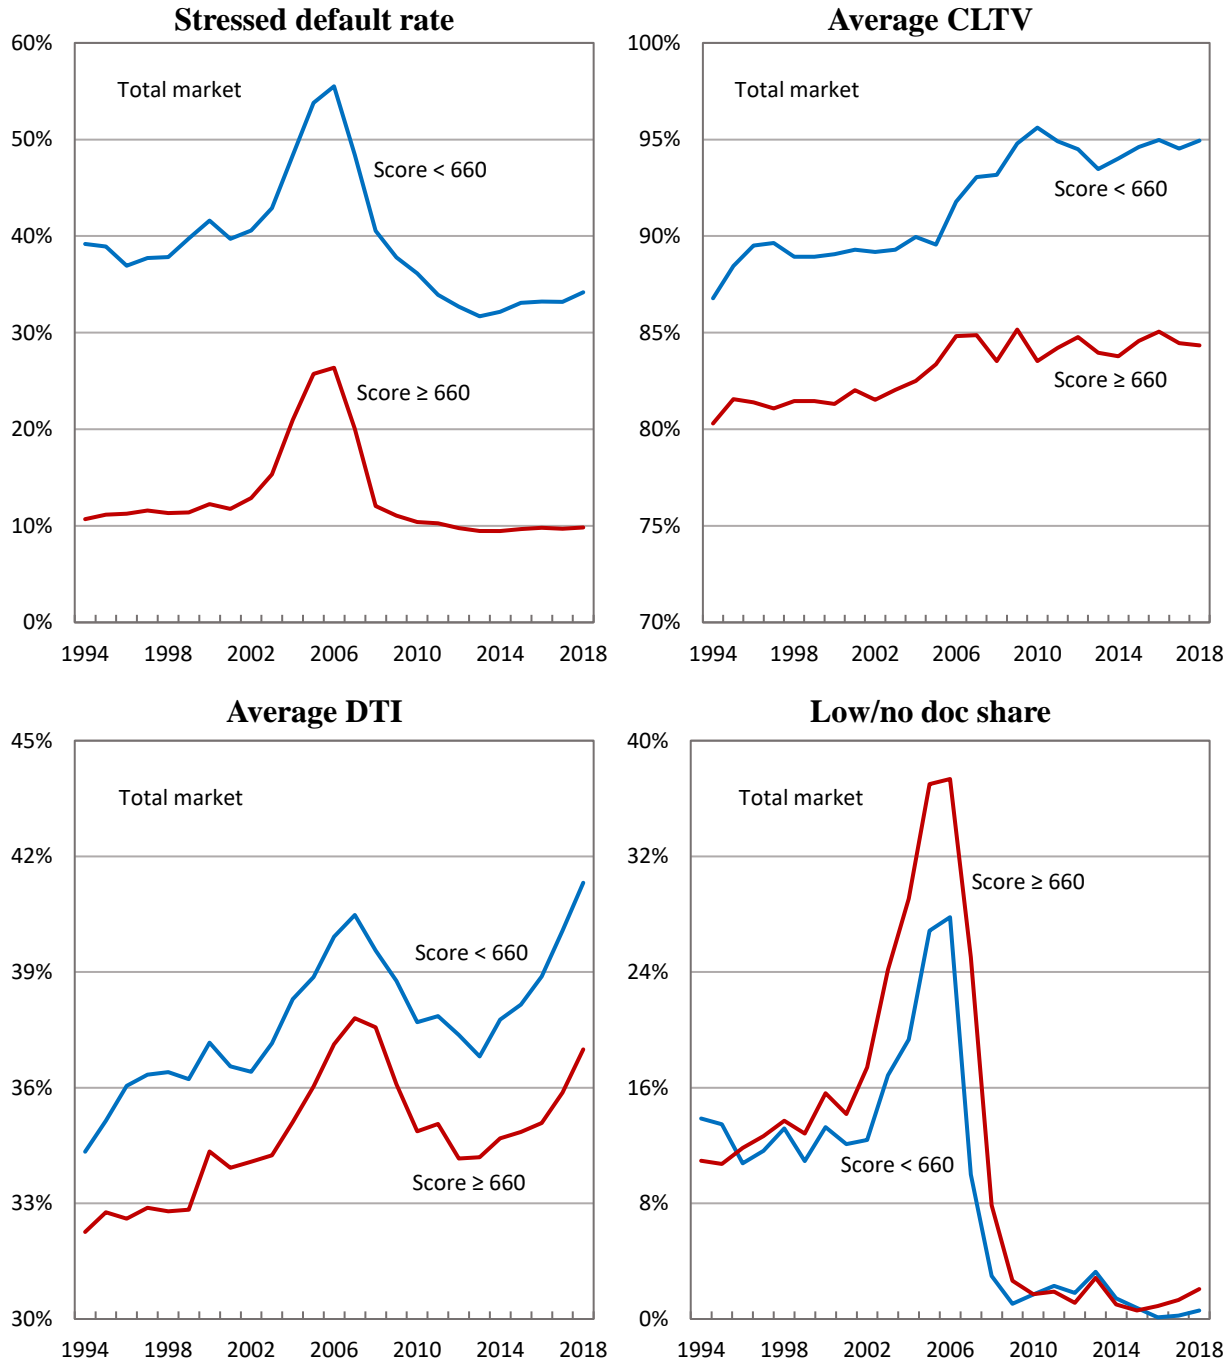 Stressed default rate
60%
50%
40%
30%
20%
10%
0%
Total market
Score < 660
Score ≥ 660
1994 1998 2002 2006 2010 2014 2018
Average CLTV
100%
95%
90%
85%
80%
75%
70%
Total market
Score < 660
Score ≥ 660
1994 1998 2002 2006 2010 2014 2018
Average DTI
45%
42%
39%
36%
33%
30%
Total market
Score < 660
Score ≥ 660
1994 1998 2002 2006 2010 2014 2018
Low/no doc share
40%
32%
24%
16%
8%
0%
Total market
Score ≥ 660
Score < 660
1994 1998 2002 2006 2010 2014 2018